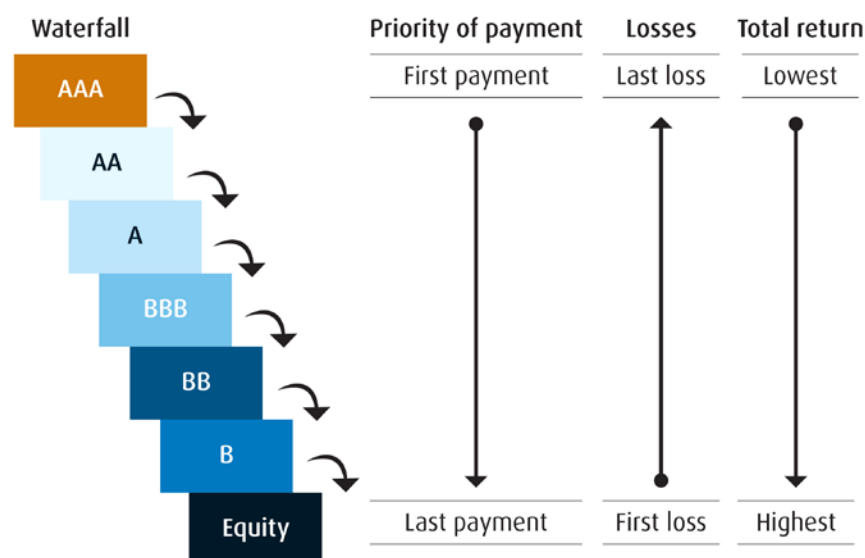 Waterfall
Priority of payment
Losses
Total return
AAA
First payment
Last loss
Lowest
AA
A
BBB
BB
B
Equity
Last payment
First loss
Highest